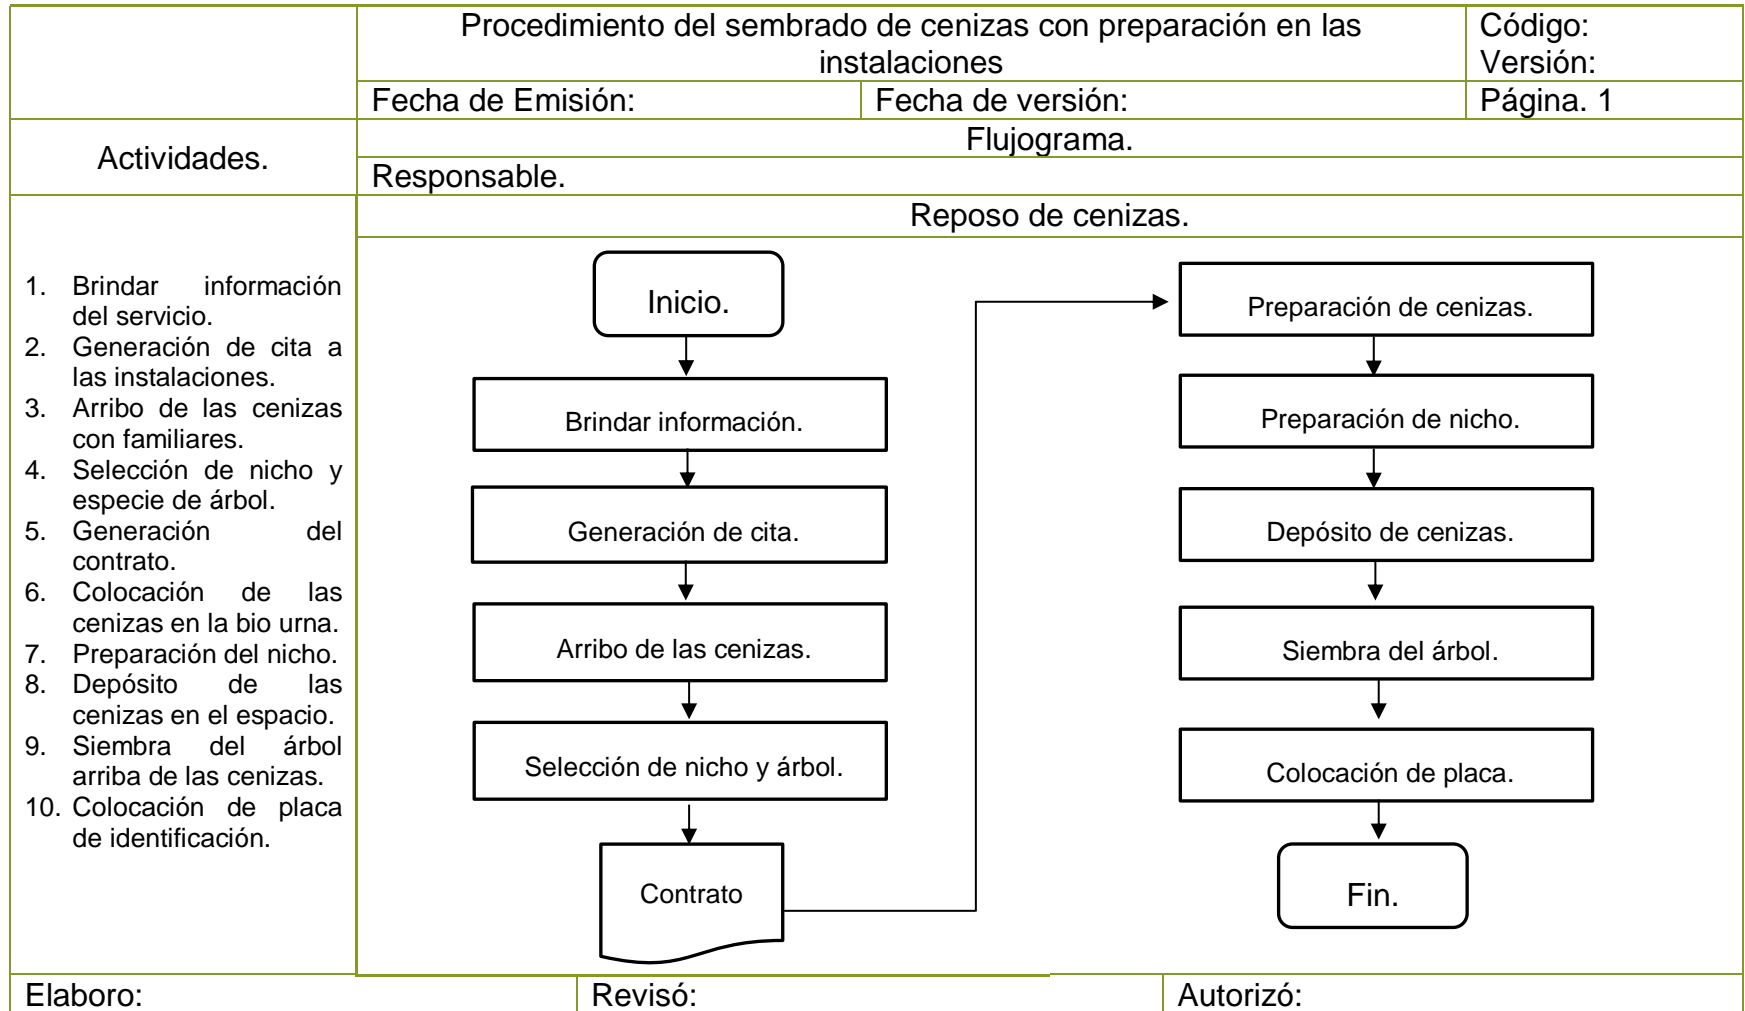 Procedimiento del sembrado de cenizas con preparación en las
instalaciones
Código:
Versión:
Fecha de Emisión:
Fecha de versión:
Página. 1
Actividades.
Flujograma.
Responsable.
Reposo de cenizas.
1. Brindar información
del servicio.
2. Generación de cita a
las instalaciones.
3. Arribo de las cenizas
con familiares.
4. Selección de nicho y
especie de árbol.
5. Generación del
contrato.
6. Colocación de las
cenizas en la bio urna.
7. Preparación del nicho.
8. Depósito de las
cenizas en el espacio.
9. Siembra del árbol
arriba de las cenizas.
10. Colocación de placa
de identificación.
Inicio.
Brindar información.
Generación de cita.
Arribo de las cenizas.
Selección de nicho y árbol.
Contrato
Preparación de cenizas.
Preparación de nicho.
Depósito de cenizas.
Siembra del árbol.
Colocación de placa.
Fin.
Elaboro:
Revisó:
Autorizó: